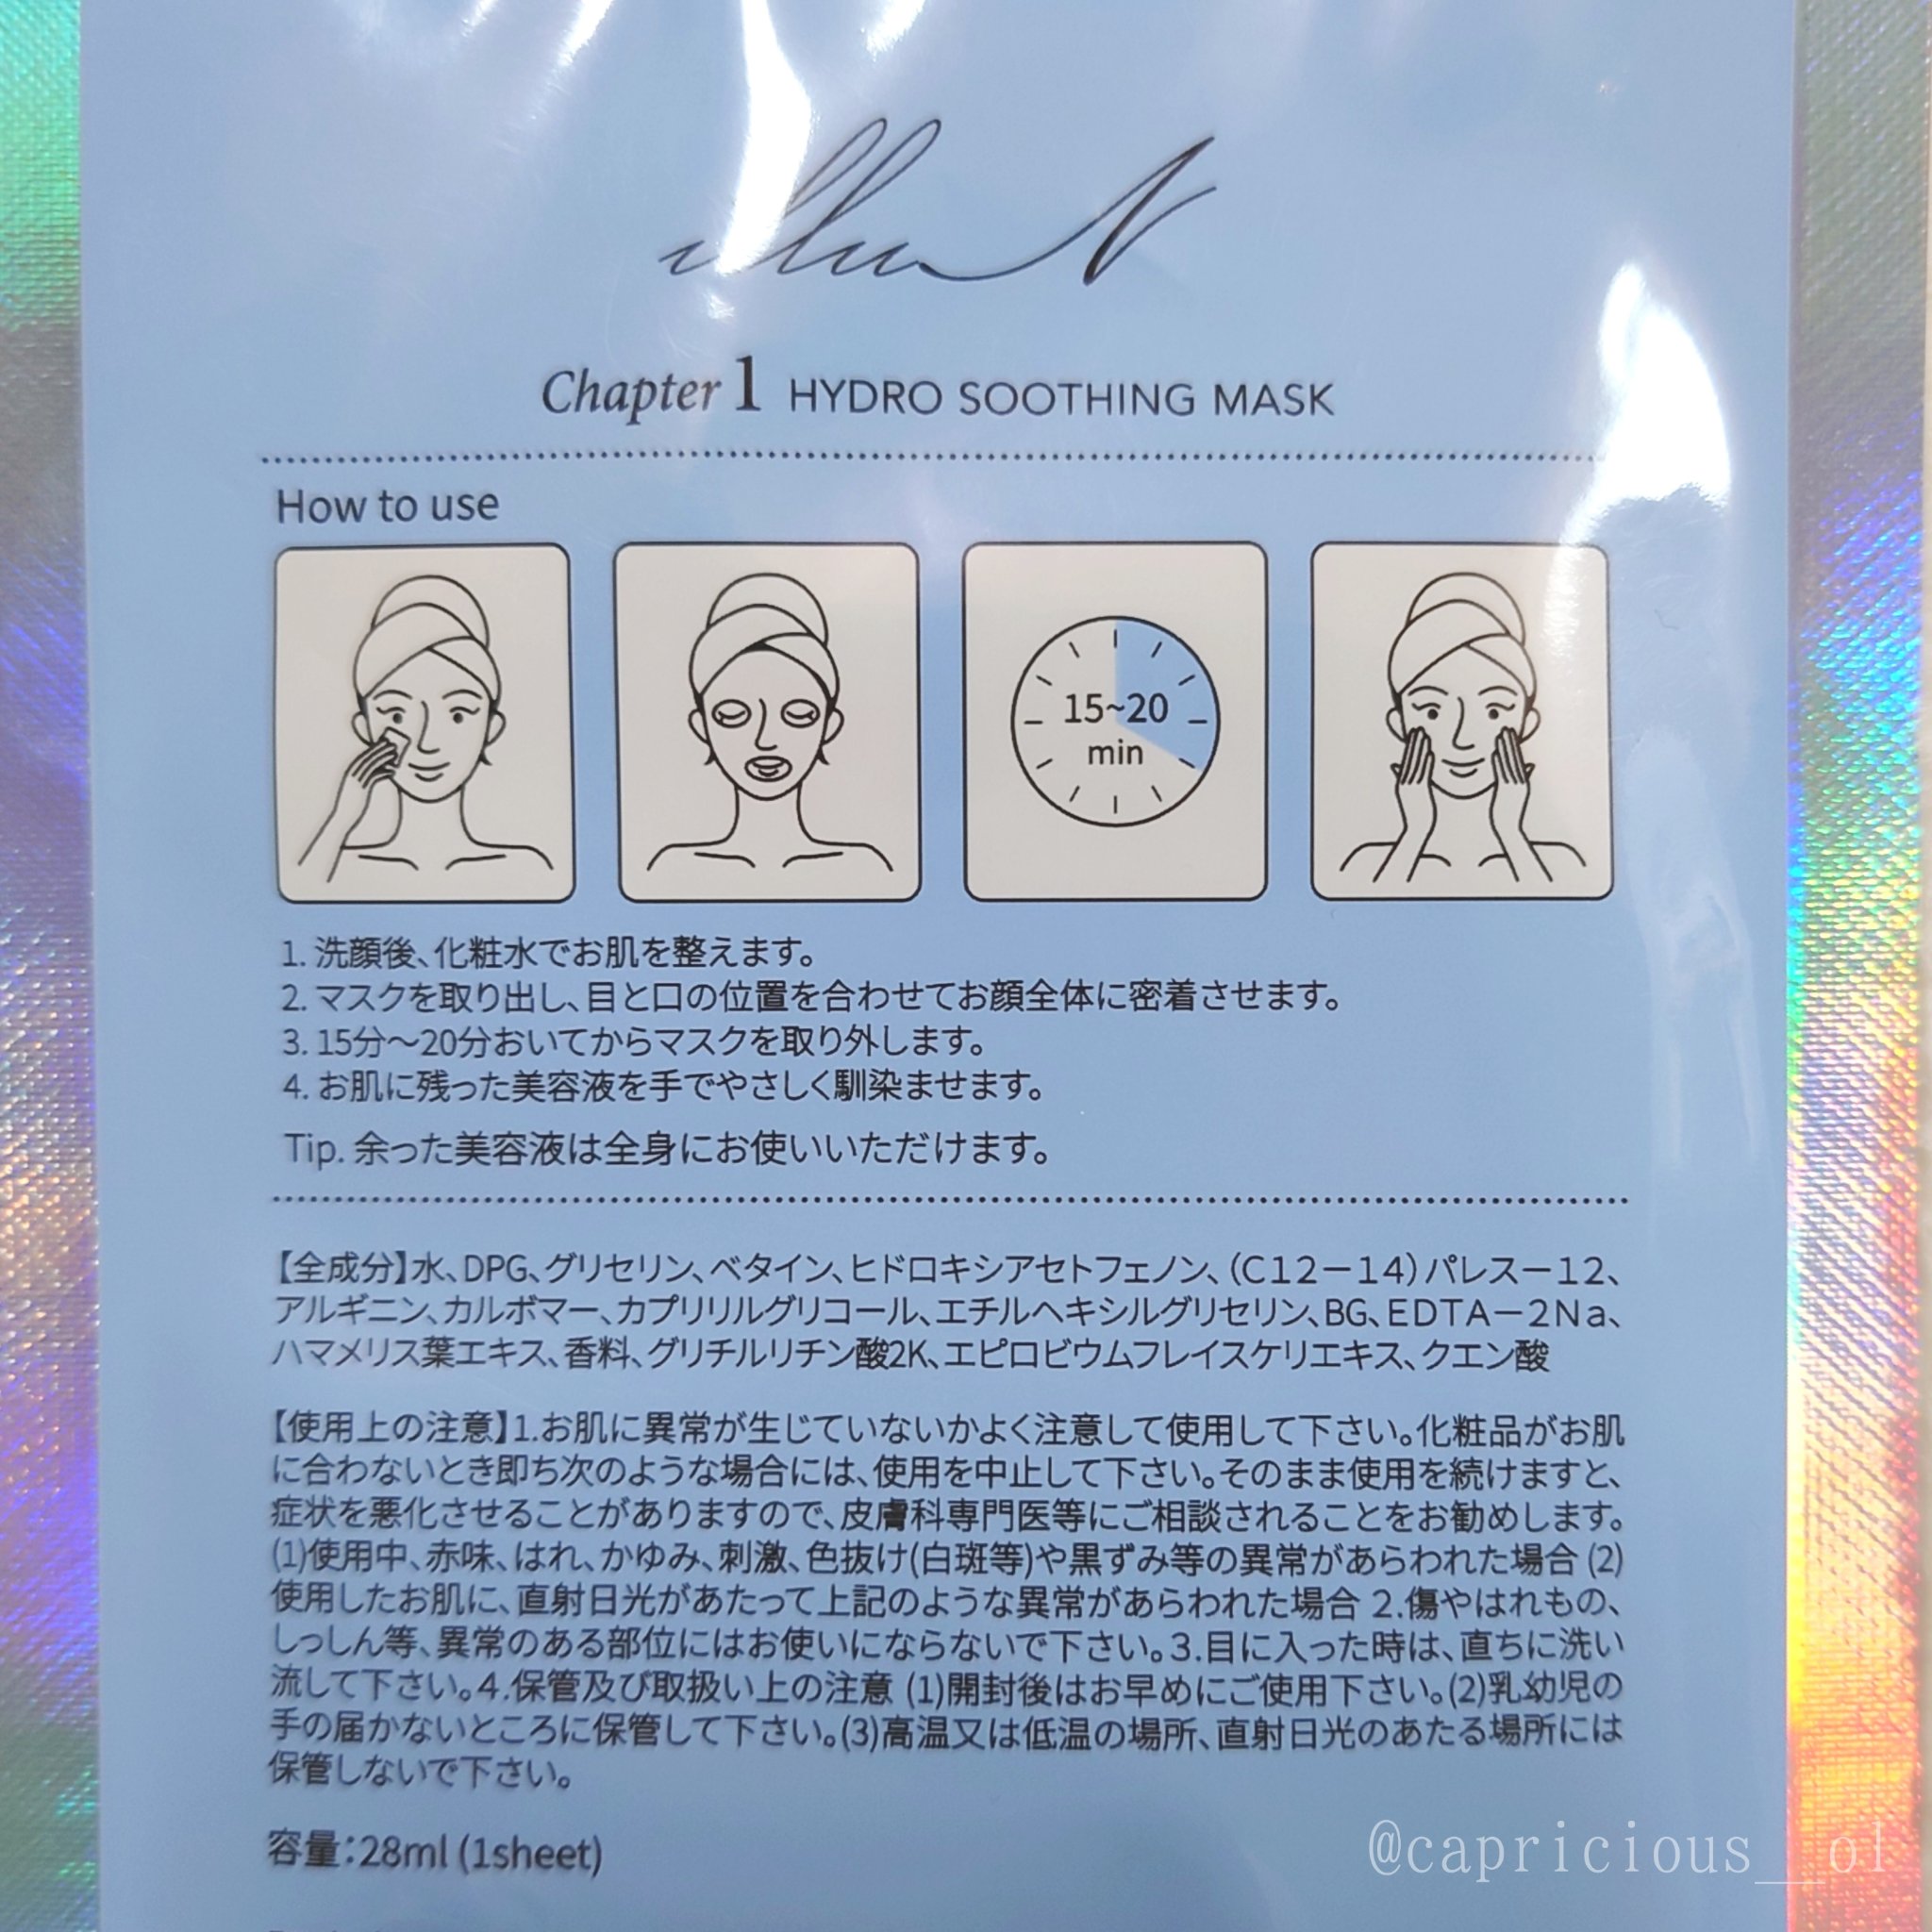 Chapter 1 HYDRO SOOTHING MASK
How to use
15~20
min
1. 洗顔後、化粧水でお肌を整えます。
2. マスクを取り出し、目と口の位置を合わせてお顔全体に密着させます。
3. 15分～20分おいてからマスクを取り外します。
4. お肌に残った美容液を手でやさしく馴染ませます。
Tip. 余った美容液は全身にお使いいただけます。
【全成分】水、DPG、グリセリン、ベタイン、ヒドロキシアセトフェノン、(C12－14)パレスー12、
アルギニン、カルボマー、カプリリルグリコール、エチルヘキシルグリセリン、BG、EDTA－2Na、
ハマメリス葉エキス、香料、グリチルリチン酸2K、エピロビウムフレイスケリエキス、クエン酸
【使用上の注意】1.お肌に異常が生じていないかよく注意して使用して下さい。化粧品がお肌
に合わないとき即ち次のような場合には、使用を中止して下さい。そのまま使用を続けますと、
症状を悪化させることがありますので、皮膚科専門医等にご相談されることをお勧めします。
(1)使用中、赤味、はれ、かゆみ、刺激、色抜け(白斑等)や黒ずみ等の異常があらわれた場合 (2)
使用したお肌に、直射日光があたって上記のような異常があらわれた場合 2.傷やはれもの、
しっしん等、異常のある部位にはお使いにならないで下さい。3.目に入った時は、直ちに洗い
流して下さい。4.保管及び取扱い上の注意 (1)開封後はお早めにご使用下さい。(2)乳幼児の
手の届かないところに保管して下さい。(3)高温又は低温の場所、直射日光のあたる場所には
保管しないで下さい。
容量：28ml (1sheet)
@capricious__ol